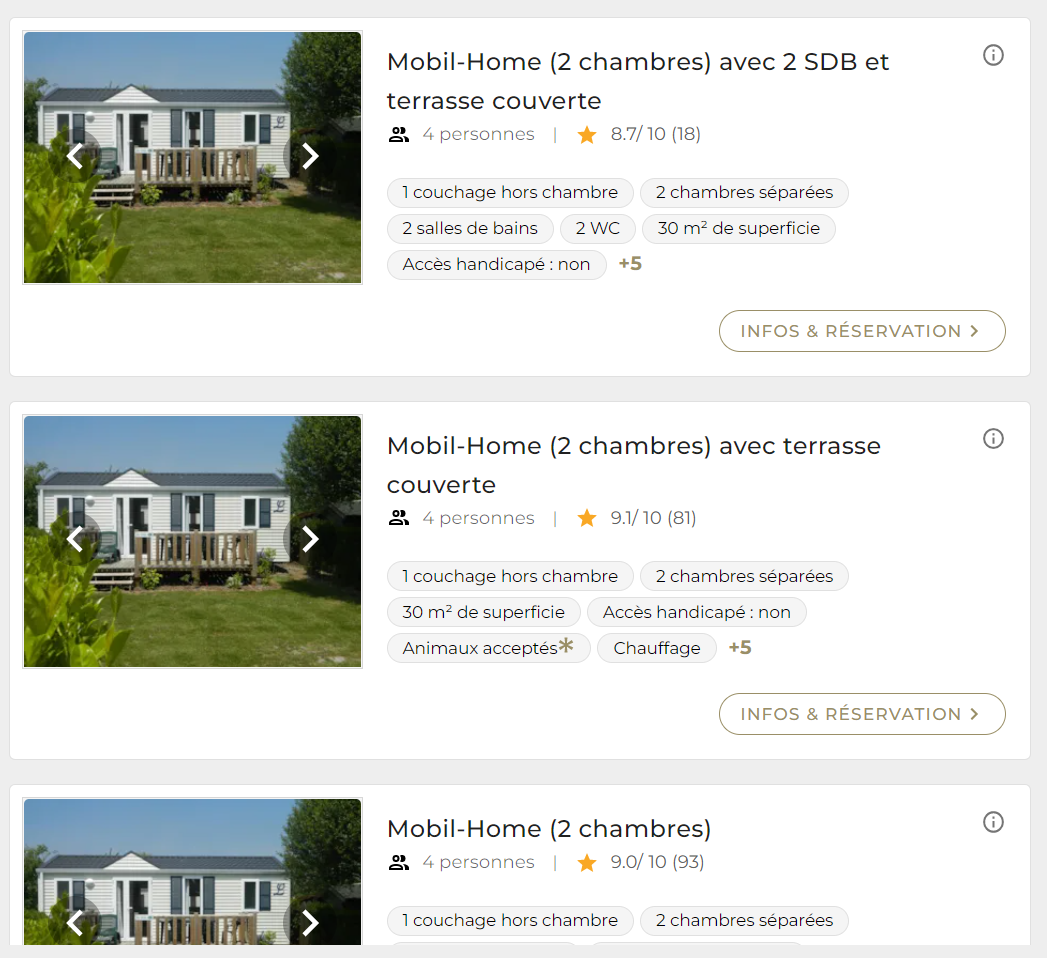 Mobil-Home (2 chambres) avec 2 SDB et
terrasse couverte
4 personnes | 8.7/ 10 (18)
1 couchage hors chambre 2 chambres séparées
2 salles de bains 2 WC 30 m² de superficie
Accès handicapé : non +5
INFOS & RÉSERVATION
Mobil-Home (2 chambres) avec terrasse
couverte
4 personnes | 9.1/ 10 (81)
1 couchage hors chambre 2 chambres séparées
30 m² de superficie Accès handicapé : non
Animaux acceptés* Chauffage +5
INFOS & RÉSERVATION
Mobil-Home (2 chambres)
4 personnes | 9.0/ 10 (93)
1 couchage hors chambre 2 chambres séparées